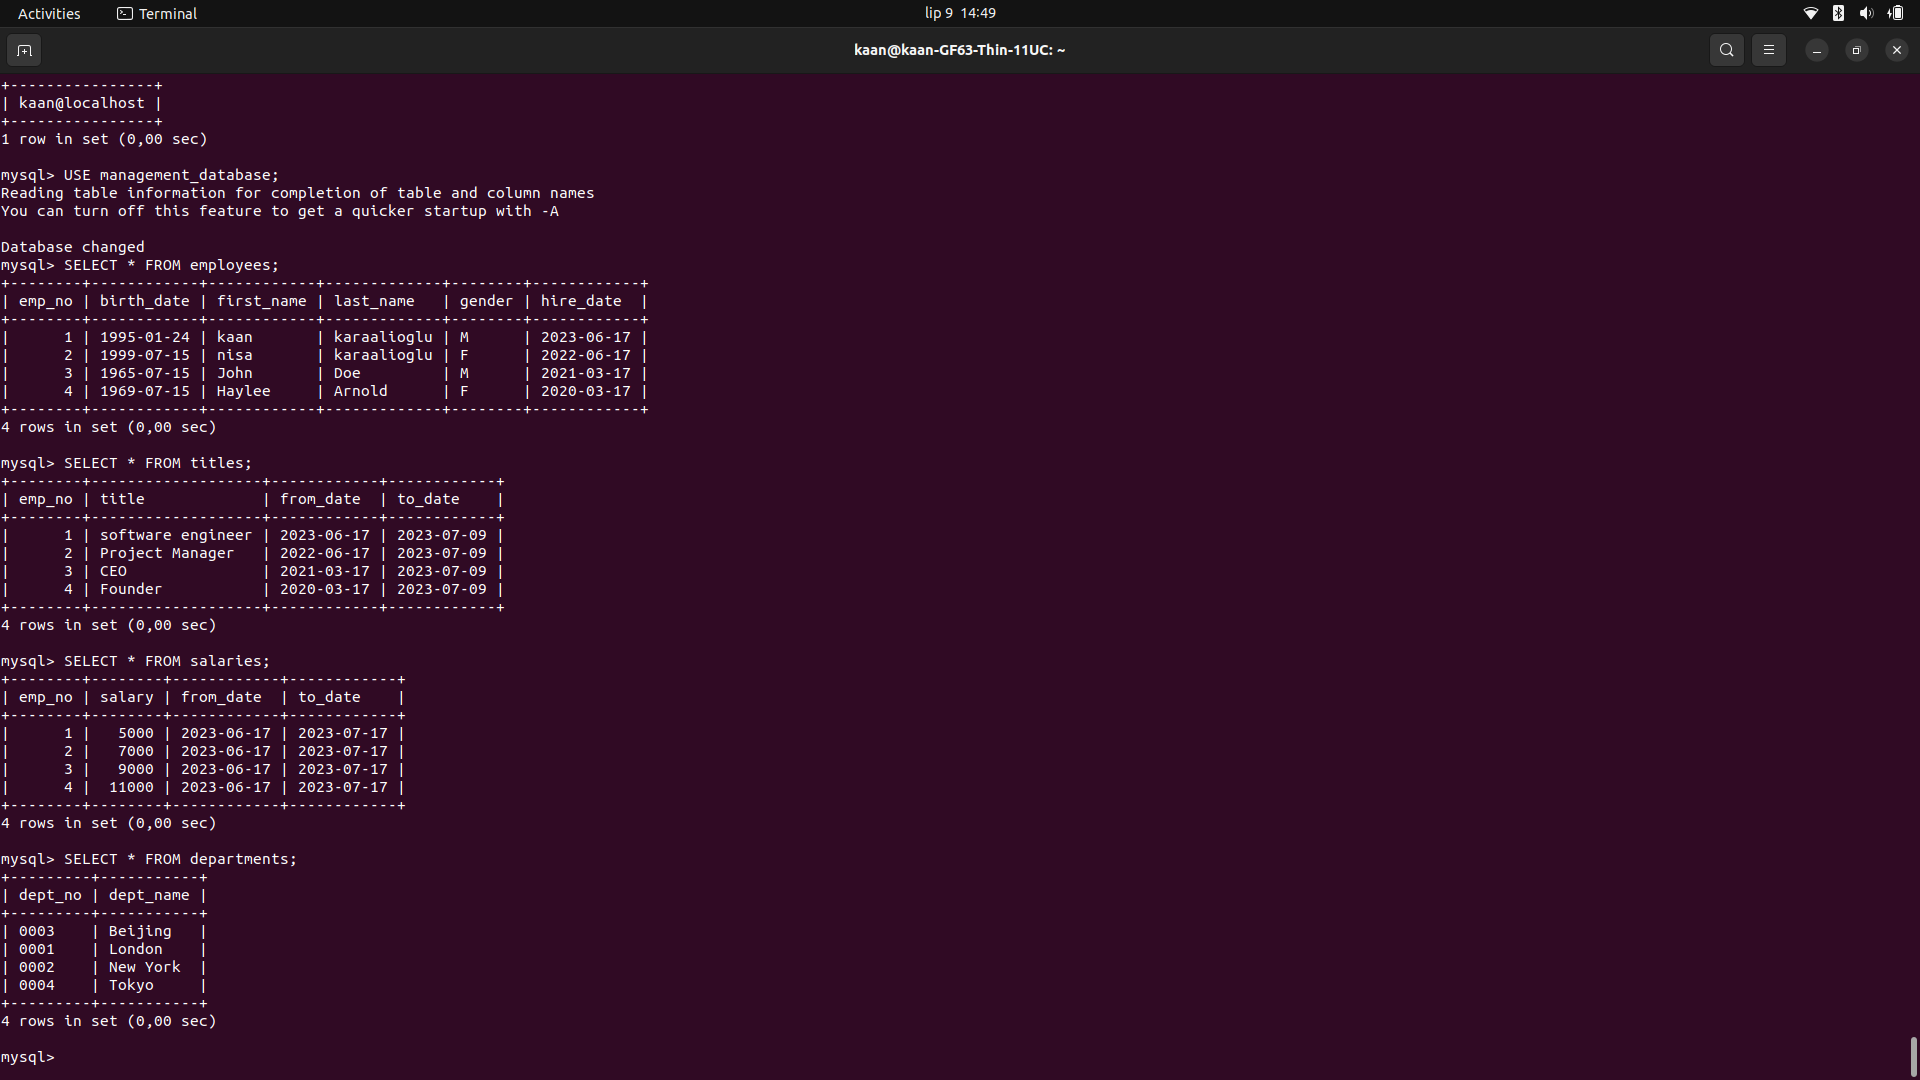 Activities Terminal lip 9 14:49
kaan@kaan-GF63-Thin-11UC: ~
+----------------+
| kaan@localhost |
+----------------+
1 row in set (0,00 sec)
mysql> USE management_database;
Reading table information for completion of table and column names
You can turn off this feature to get a quicker startup with -A
Database changed
mysql> SELECT * FROM employees;
+--------+------------+------------+-------------+--------+------------+
| emp_no | birth_date | first_name | last_name   | gender | hire_date  |
+--------+------------+------------+-------------+--------+------------+
|      1 | 1995-01-24 | kaan       | karaalioglu | M      | 2023-06-17 |
|      2 | 1999-07-15 | nisa       | karaalioglu | F      | 2022-06-17 |
|      3 | 1965-07-15 | John       | Doe         | M      | 2021-03-17 |
|      4 | 1969-07-15 | Haylee     | Arnold      | F      | 2020-03-17 |
+--------+------------+------------+-------------+--------+------------+
4 rows in set (0,00 sec)
mysql> SELECT * FROM titles;
+--------+-------------------+------------+------------+
| emp_no | title             | from_date  | to_date    |
+--------+-------------------+------------+------------+
|      1 | software engineer | 2023-06-17 | 2023-07-09 |
|      2 | Project Manager   | 2022-06-17 | 2023-07-09 |
|      3 | CEO               | 2021-03-17 | 2023-07-09 |
|      4 | Founder           | 2020-03-17 | 2023-07-09 |
+--------+-------------------+------------+------------+
4 rows in set (0,00 sec)
mysql> SELECT * FROM salaries;
+--------+--------+------------+------------+
| emp_no | salary | from_date  | to_date    |
+--------+--------+------------+------------+
|      1 |   5000 | 2023-06-17 | 2023-07-17 |
|      2 |   7000 | 2023-06-17 | 2023-07-17 |
|      3 |   9000 | 2023-06-17 | 2023-07-17 |
|      4 |  11000 | 2023-06-17 | 2023-07-17 |
+--------+--------+------------+------------+
4 rows in set (0,00 sec)
mysql> SELECT * FROM departments;
+---------+-----------+
| dept_no | dept_name |
+---------+-----------+
| 0003    | Beijing   |
| 0001    | London    |
| 0002    | New York  |
| 0004    | Tokyo     |
+---------+-----------+
4 rows in set (0,00 sec)
mysql>